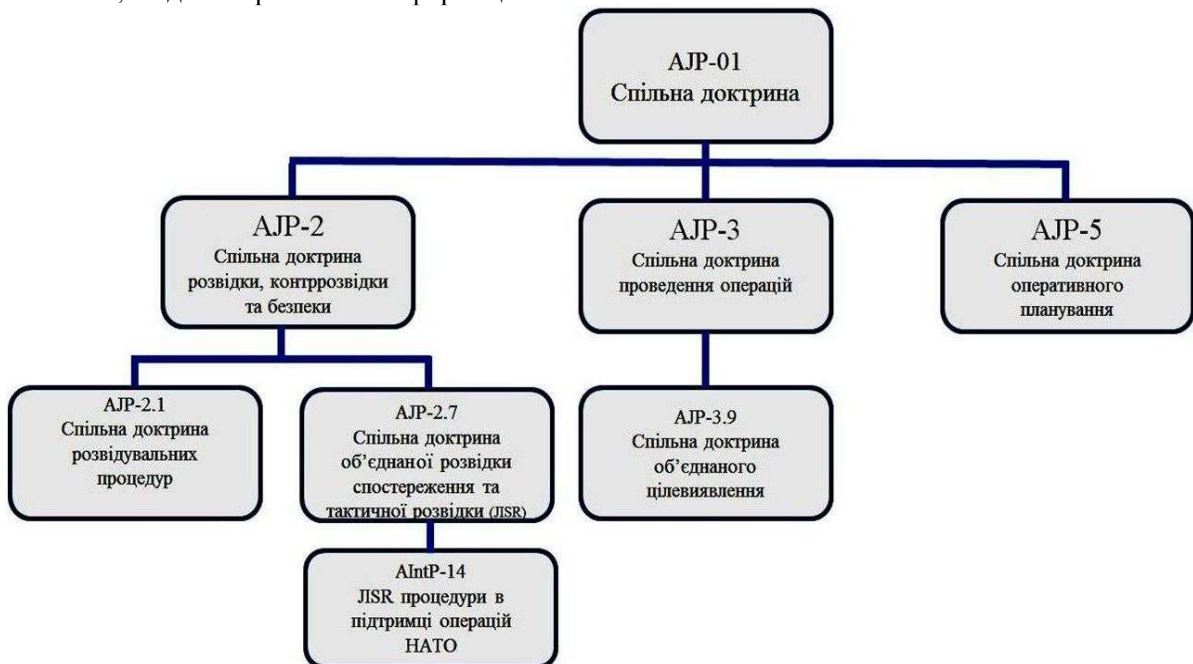 AJP-01
Спільна доктрина
AJP-2
Спільна доктрина
розвідки, контррозвідки
та безпеки
AJP-3
Спільна доктрина
проведення операцій
AJP-5
Спільна доктрина
оперативного
планування
AJP-2.1
Спільна доктрина
розвідувальних
процедур
AJP-2.7
Спільна доктрина
об’єднаної розвідки
спостереження та
тактичної розвідки (JISR)
AJP-3.9
Спільна доктрина
об’єднаного
цілевиявлення
AIntP-14
JISR процедури в
підтримці операцій
НАТО